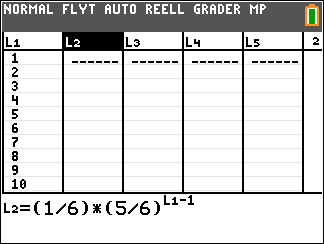 NORMAL FLYT AUTO REELL GRADER MP
L1 L2 L3 L4 L5 2
1 ------ ------ ------ ------
2
3
4
5
6
7
8
9
10
L2=(1/6)*(5/6)^L1-1